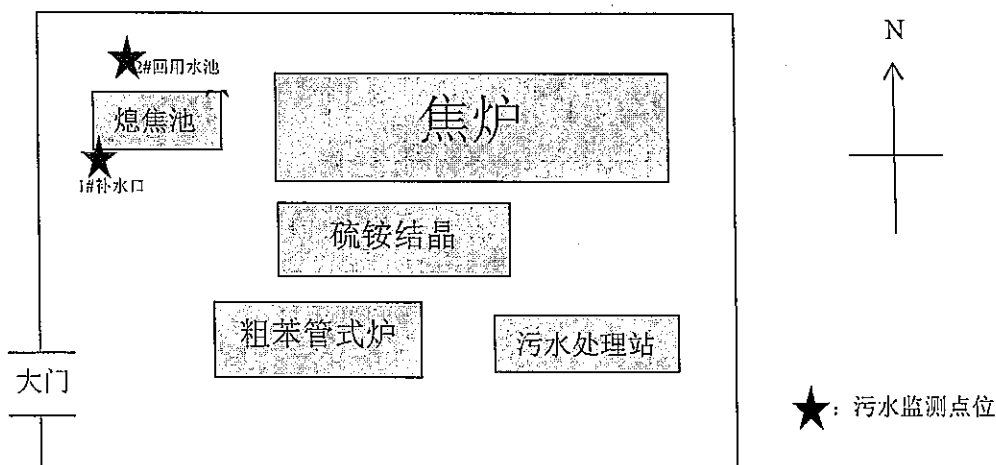 N
2#回用水池
熄焦池
焦炉
1#补水口
硫铵结晶
粗苯管式炉
污水处理站
大门
★：污水监测点位